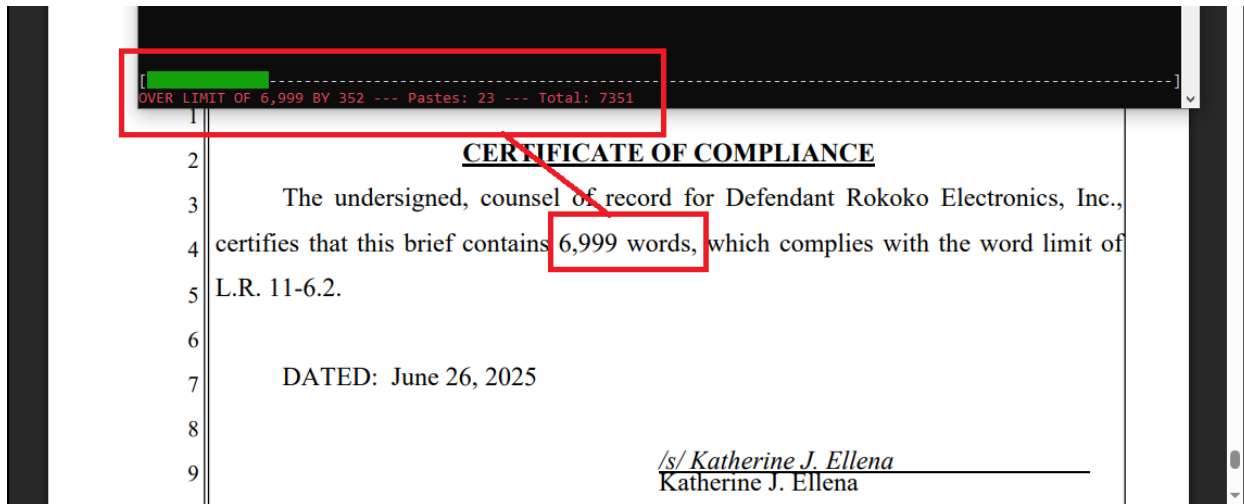 [------------------------------------------------------------------------------------------]
OVER LIMIT OF 6,999 BY 352 --- Pastes: 23 --- Total: 7351
1
2 CERTIFICATE OF COMPLIANCE
3 The undersigned, counsel of record for Defendant Rokoko Electronics, Inc.,
4 certifies that this brief contains 6,999 words, which complies with the word limit of
5 L.R. 11-6.2.
6
7 DATED: June 26, 2025
8
/s/ Katherine J. Ellena
9 Katherine J. Ellena